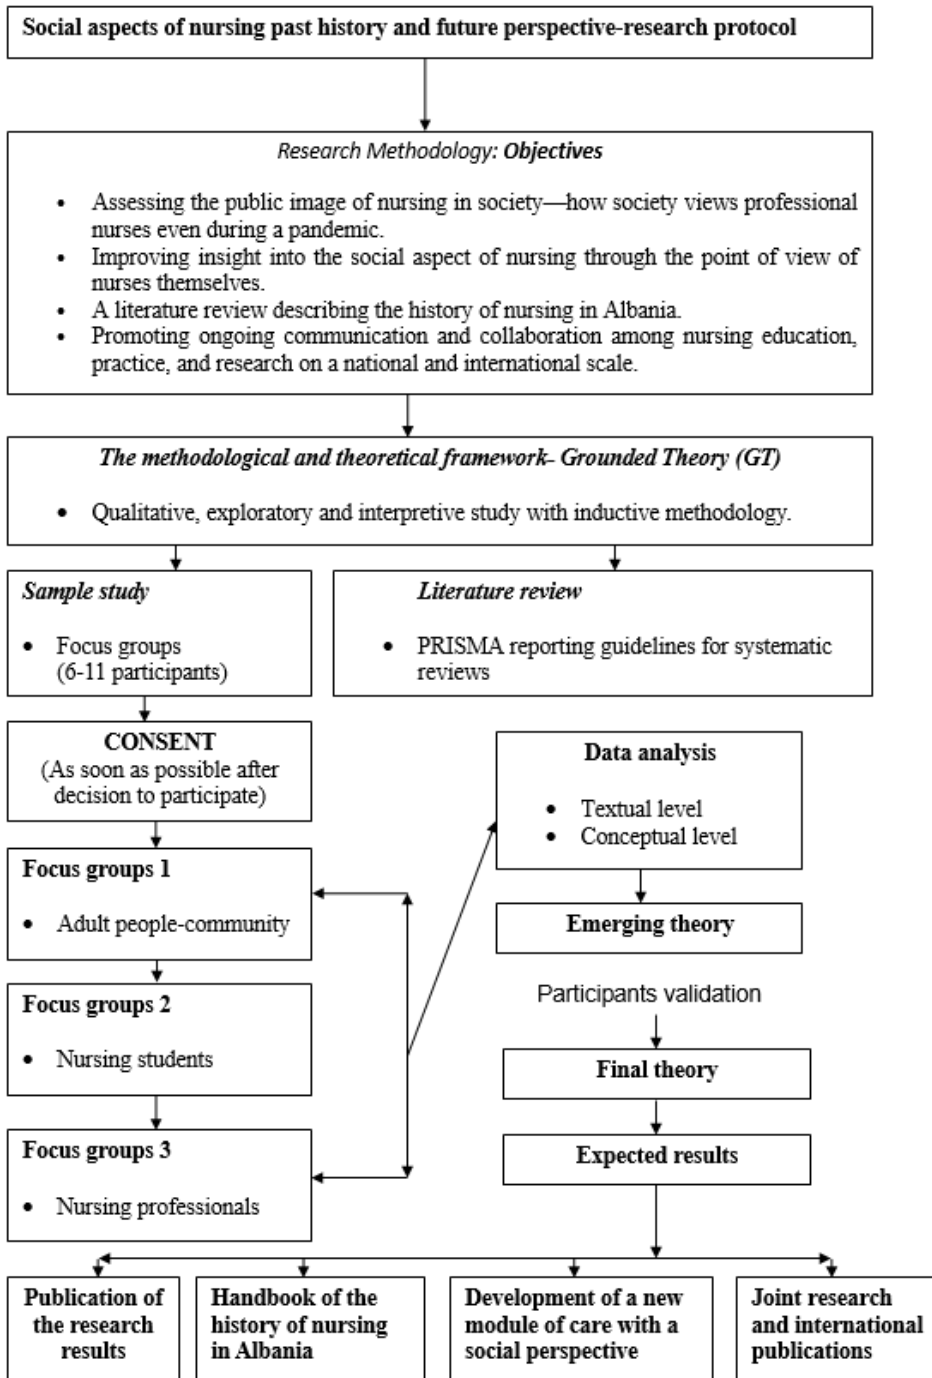 Social aspects of nursing past history and future perspective-research protocol
Research Methodology: Objectives
• Assessing the public image of nursing in society—how society views professional
nurses even during a pandemic.
• Improving insight into the social aspect of nursing through the point of view of
nurses themselves.
• A literature review describing the history of nursing in Albania.
• Promoting ongoing communication and collaboration among nursing education,
practice, and research on a national and international scale.
The methodological and theoretical framework- Grounded Theory (GT)
• Qualitative, exploratory and interpretive study with inductive methodology.
Sample study
• Focus groups
(6-11 participants)
Literature review
• PRISMA reporting guidelines for systematic
reviews
CONSENT
(As soon as possible after
decision to participate)
Focus groups 1
• Adult people-community
Focus groups 2
• Nursing students
Focus groups 3
• Nursing professionals
Data analysis
• Textual level
• Conceptual level
Emerging theory
Participants validation
Final theory
Expected results
Publication of
the research
results
Handbook of the
history of nursing
in Albania
Development of a new
module of care with a
social perspective
Joint research
and international
publications